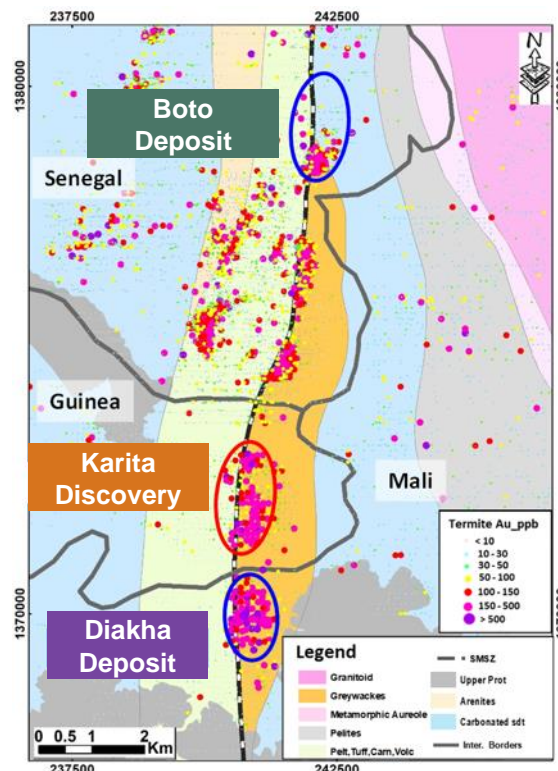 237500
242500
1380000
N
Boto
Deposit
Senegal
Guinea
Karita
Discovery
Mali
Termite Au_ppb
< 10
10 - 30
30 - 50
50 - 100
100 - 150
150 - 500
> 500
1370000
Diakha
Deposit
Legend
Granitoid
Greywackes
Metamorphic Aureole
Pelites
Pelt,Tuff,Carn,Volc
SMSZ
Upper Prot
Arenites
Carbonated sdt
Inter. Borders
0 0.5 1 2
Km
237500
242500